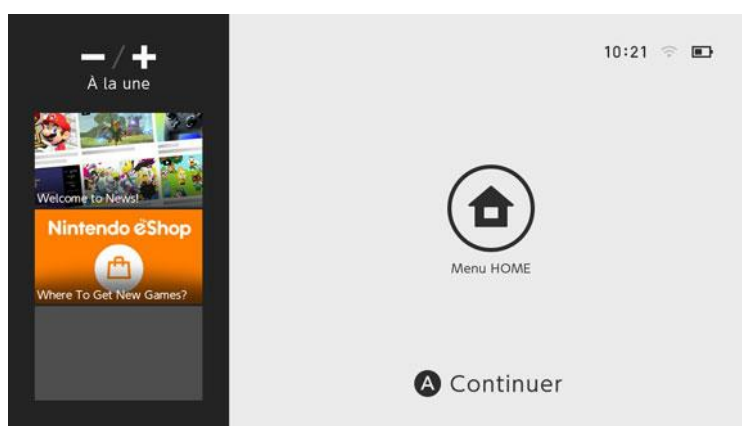 − / +
À la une
Welcome to News!
Nintendo eShop
Where To Get New Games?
10:21
Menu HOME
A Continuer